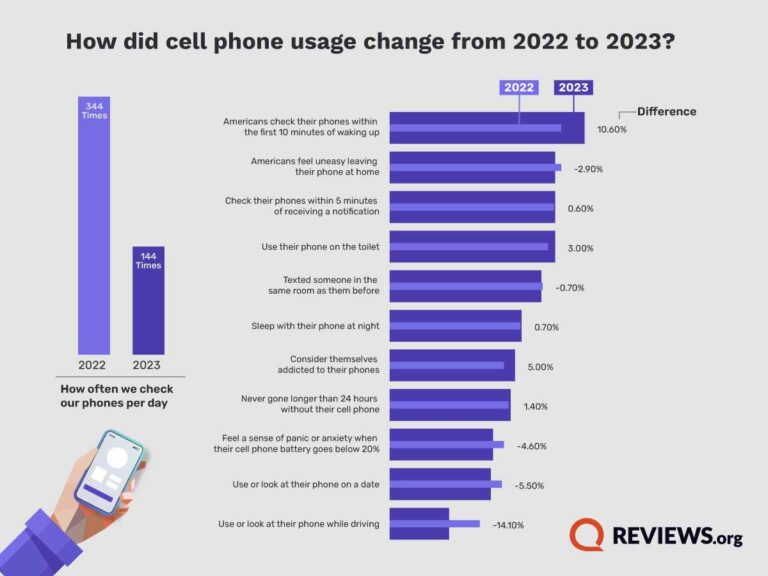 How did cell phone usage change from 2022 to 2023?
344
Times
144
Times
2022
2023
How often we check
our phones per day
2022
2023
Difference
Americans check their phones within
the first 10 minutes of waking up
10.60%
Americans feel uneasy leaving
their phone at home
-2.90%
Check their phones within 5 minutes
of receiving a notification
0.60%
Use their phone on the toilet
3.00%
Texted someone in the
same room as them before
-0.70%
Sleep with their phone at night
0.70%
Consider themselves
addicted to their phones
5.00%
Never gone longer than 24 hours
without their cell phone
1.40%
Feel a sense of panic or anxiety when
their cell phone battery goes below 20%
-4.60%
Use or look at their phone on a date
-5.50%
Use or look at their phone while driving
-14.10%
REVIEWS.org